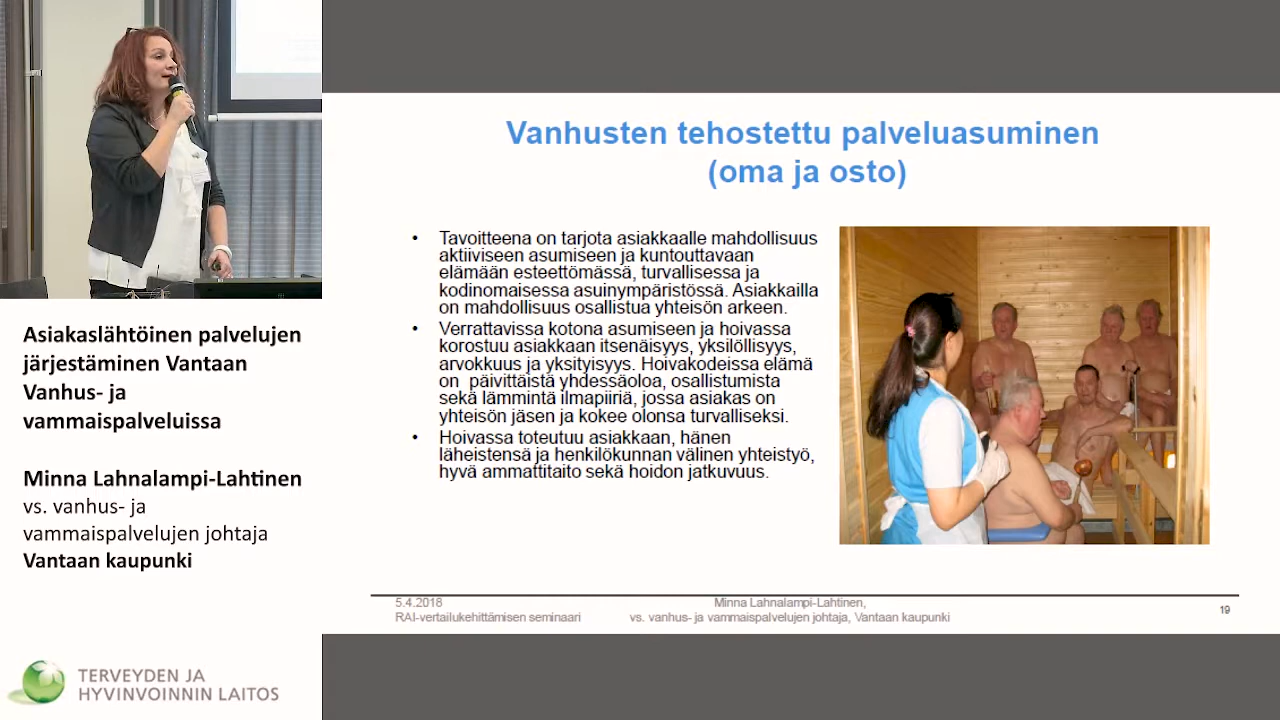 Asiakaslähtöinen palvelujen
järjestäminen Vantaan
Vanhus- ja
vammaispalveluissa
Minna Lahnalampi-Lahtinen
vs. vanhus- ja
vammaispalvelujen johtaja
Vantaan kaupunki
TERVEYDEN JA
HYVINVOINNIN LAITOS
Vanhusten tehostettu palveluasuminen
(oma ja osto)
• Tavoitteena on tarjota asiakkaalle mahdollisuus
aktiiviseen asumiseen ja kuntouttavaan
elämään esteettömässä, turvallisessa ja
kodinomaisessa asuinympäristössä. Asiakkailla
on mahdollisuus osallistua yhteisön arkeen.
• Verrattavissa kotona asumiseen ja hoivassa
korostuu asiakkaan itsenäisyys, yksilöllisyys,
arvokkuus ja yksityisyys. Hoivakodeissa elämä
on päivittäistä yhdessäoloa, osallistumista
sekä lämmintä ilmapiiriä, jossa asiakas on
yhteisön jäsen ja kokee olonsa turvalliseksi.
• Hoivassa toteutuu asiakkaan, hänen
läheistensä ja henkilökunnan välinen yhteistyö,
hyvä ammattitaito sekä hoidon jatkuvuus.
5.4.2018
RAI-vertailukehittämisen seminaari
Minna Lahnalampi-Lahtinen,
vs. vanhus- ja vammaispalvelujen johtaja, Vantaan kaupunki
19